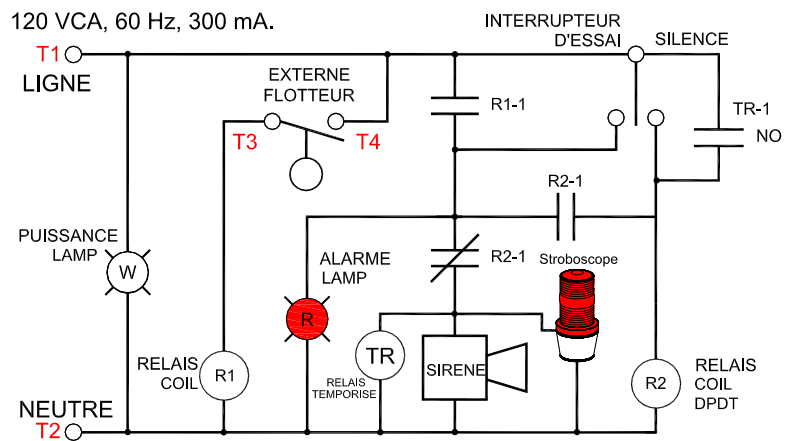 120 VCA, 60 Hz, 300 mA.
INTERRUPTEUR
D'ESSAI
SILENCE
T1
LIGNE
EXTERNE
FLOTTEUR
R1-1
TR-1
NO
T3
T4
R2-1
PUISSANCE
LAMP
W
ALARME
LAMP
R2-1
Stroboscope
R
RELAIS
COIL
R1
TR
RELAIS
TEMPORISE
SIRENE
R2
RELAIS
COIL
DPDT
NEUTRE
T2